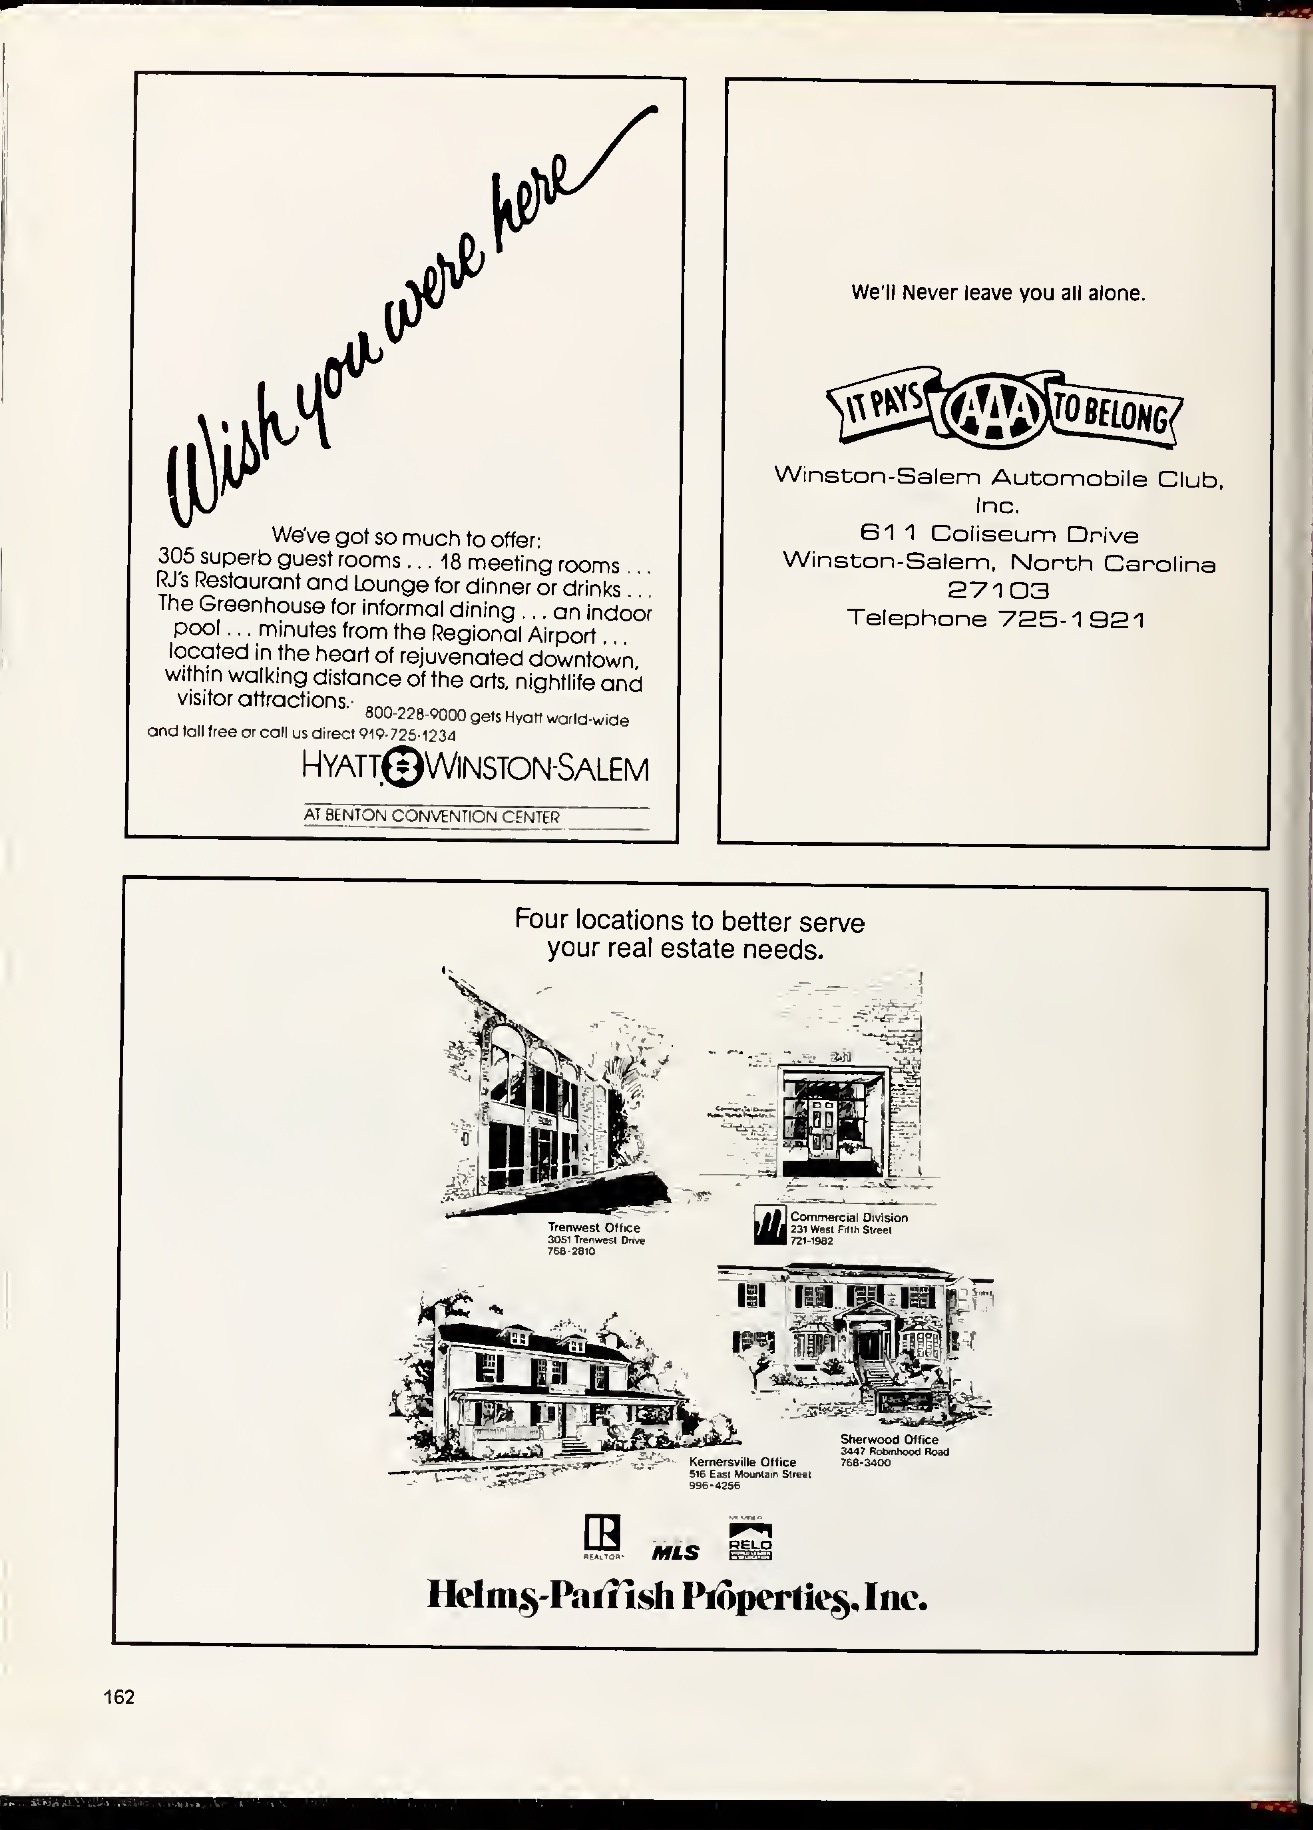 Wish you were here
We've got so much to offer:
305 superb guest rooms . . . 18 meeting rooms . . .
RJ's Restaurant and Lounge for dinner or drinks . . .
The Greenhouse for informal dining . . . an indoor
pool . . . minutes from the Regional Airport . . .
located in the heart of rejuvenated downtown,
within walking distance of the arts, nightlife and
visitor attractions.
800-228-9000 gets Hyatt world-wide
and toll free or call us direct 919-725-1234
HYATT WINSTON-SALEM
AT BENTON CONVENTION CENTER
We'll Never leave you all alone.
IT PAYS AAA TO BELONG
Winston-Salem Automobile Club,
Inc.
611 Coliseum Drive
Winston-Salem, North Carolina
27103
Telephone 725-1921
Four locations to better serve
your real estate needs.
231
Trenwest Office
3051 Trenwest Drive
768-2810
Commercial Division
231 West Fifth Street
721-1982
Kernersville Office
516 East Mountain Street
996-4256
Sherwood Office
3447 Robinhood Road
768-3400
REALTOR
MLS
RELO
Helms-Parrish Properties, Inc.
162